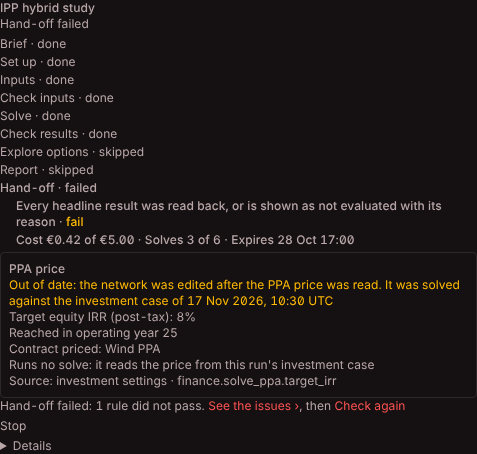 IPP hybrid study
Hand-off failed
Brief · done
Set up · done
Inputs · done
Check inputs · done
Solve · done
Check results · done
Explore options · skipped
Report · skipped
Hand-off · failed
Every headline result was read back, or is shown as not evaluated with its
reason · fail
Cost €0.42 of €5.00 · Solves 3 of 6 · Expires 28 Oct 17:00
PPA price
Out of date: the network was edited after the PPA price was read. It was solved
against the investment case of 17 Nov 2026, 10:30 UTC
Target equity IRR (post-tax): 8%
Reached in operating year 25
Contract priced: Wind PPA
Runs no solve: it reads the price from this run's investment case
Source: investment settings · finance.solve_ppa.target_irr
Hand-off failed: 1 rule did not pass. See the issues ›, then Check again
Stop
▶ Details